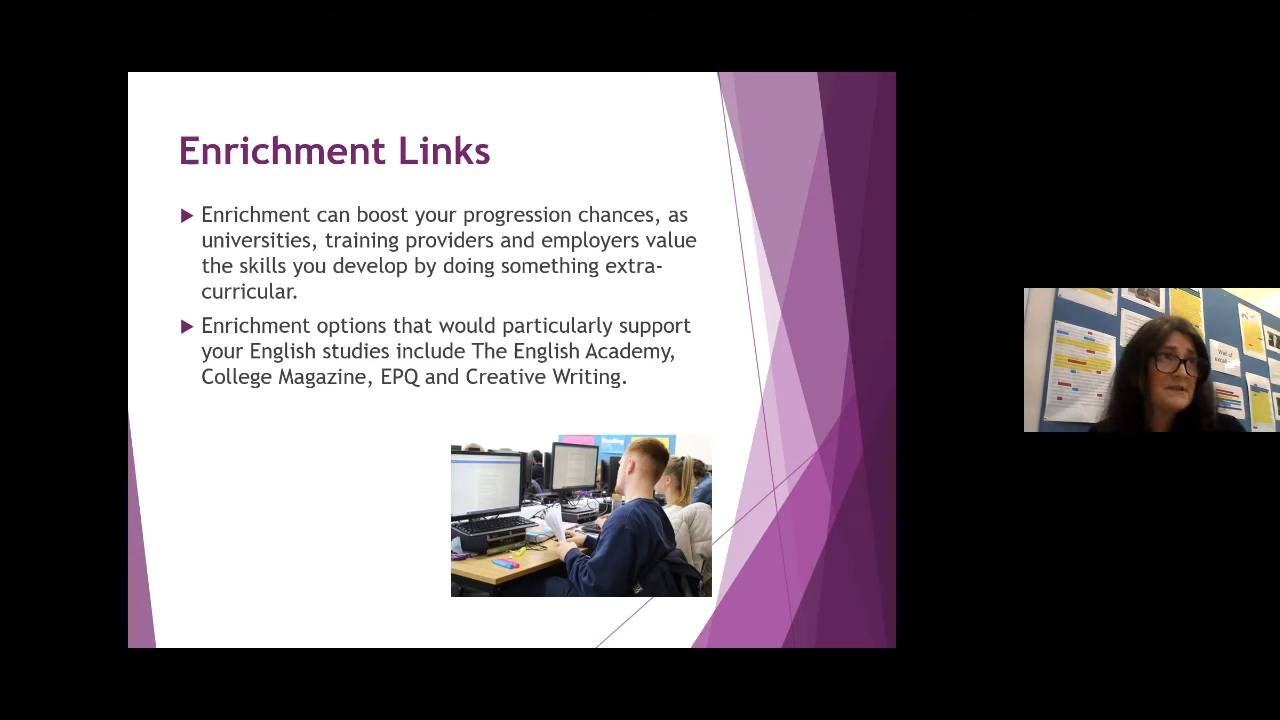 Enrichment Links
Enrichment can boost your progression chances, as
universities, training providers and employers value
the skills you develop by doing something extra-
curricular.
Enrichment options that would particularly support
your English studies include The English Academy,
College Magazine, EPQ and Creative Writing.
Wall of